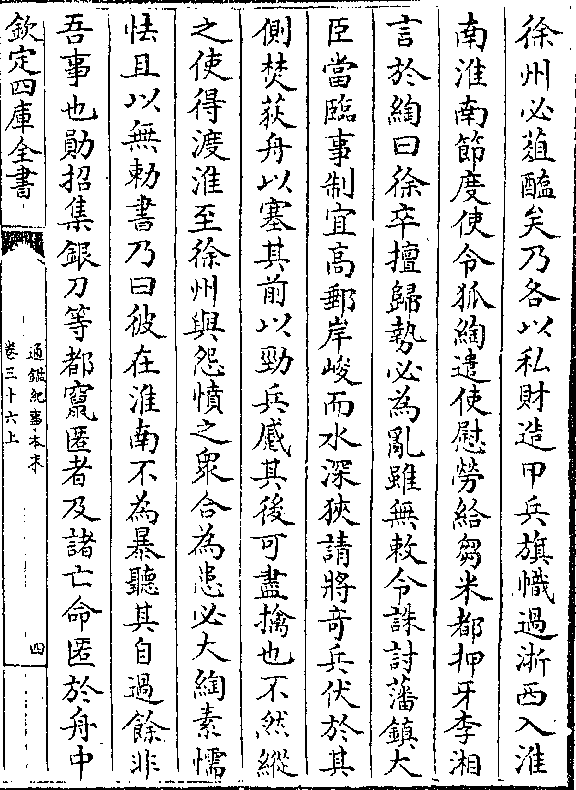 徐州必葅醢矣乃各以私財造甲兵旗幟過浙西入淮
南淮南節度使令狐綯遣使慰勞給芻米都押牙李湘
言於綯曰徐卒擅歸勢必為亂雖無敕令誅討藩鎮大
臣當臨事制宜高郵岸峻而水深狹請將奇兵伏於其
側焚荻舟以塞其前以勁兵蹙其後可盡擒也不然縱
之使得渡淮至徐州與怨憤之衆合為患必大綯素懦
怯且以無勅書乃曰彼在淮南不為暴聽其自過餘非
吾事也勛招集銀刀等都竄匿者及諸亡命匿於舟中
欽定四庫全書
通鑑紀事本末
卷三十六上
四